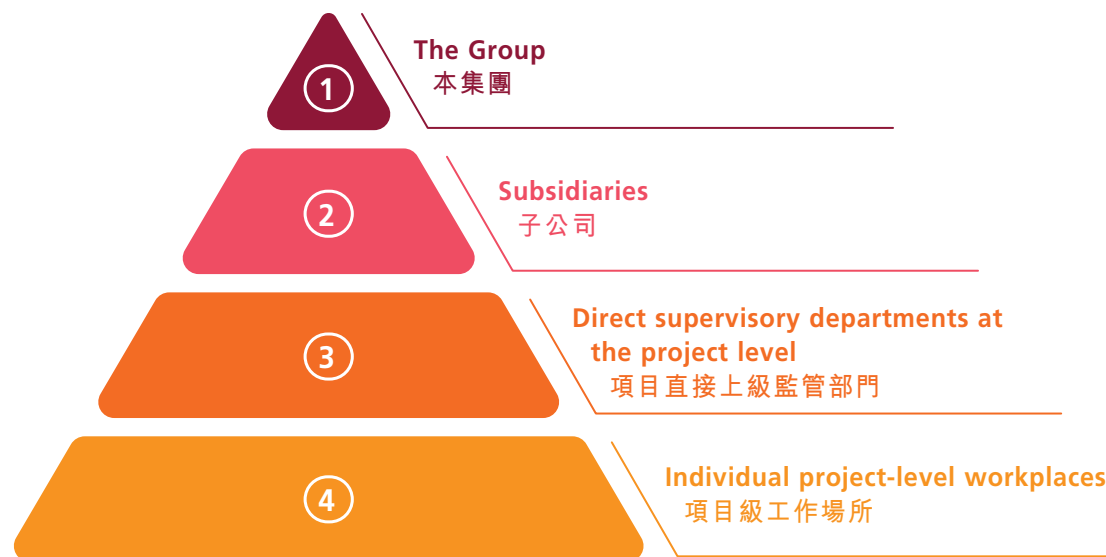 1
The Group
本集團
2
Subsidiaries
子公司
3
Direct supervisory departments at
the project level
項目直接上級監管部門
4
Individual project-level workplaces
項目級工作場所